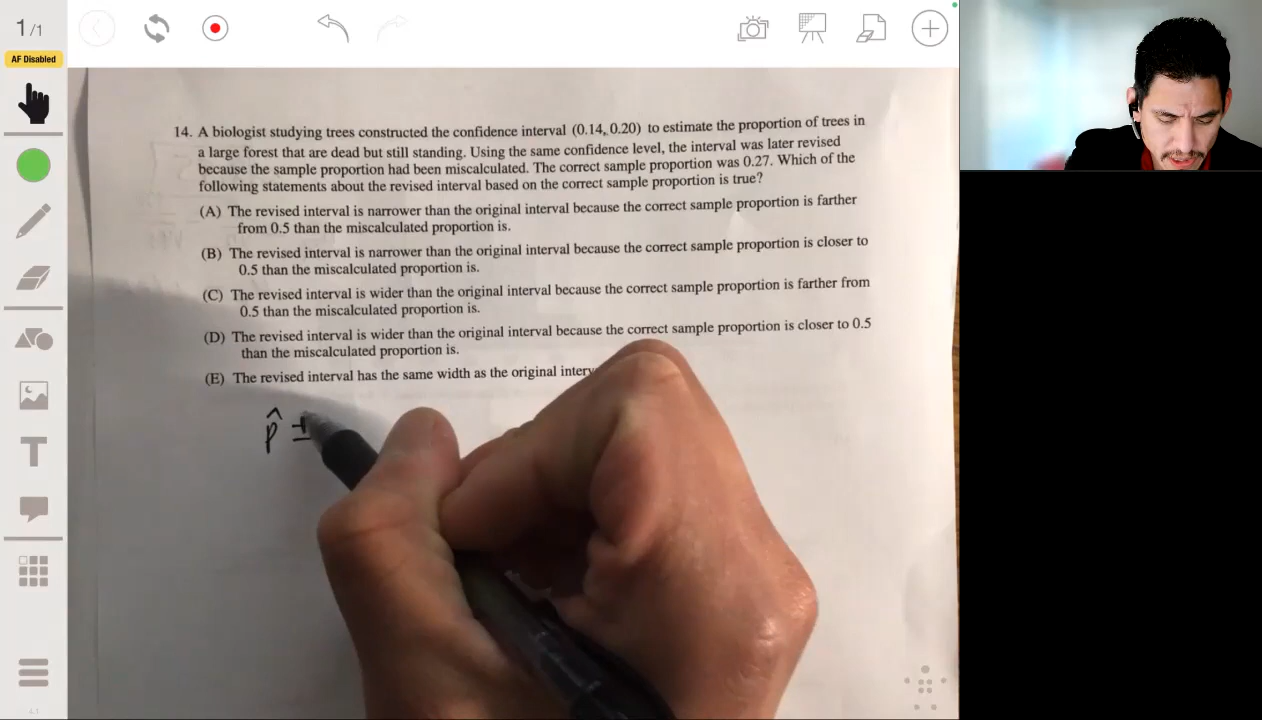 1/1
AF Disabled
14. A biologist studying trees constructed the confidence interval (0.14, 0.20) to estimate the proportion of trees in
a large forest that are dead but still standing. Using the same confidence level, the interval was later revised
because the sample proportion had been miscalculated. The correct sample proportion was 0.27. Which of the
following statements about the revised interval based on the correct sample proportion is true?
(A) The revised interval is narrower than the original interval because the correct sample proportion is farther
from 0.5 than the miscalculated proportion is.
(B) The revised interval is narrower than the original interval because the correct sample proportion is closer to
0.5 than the miscalculated proportion is.
(C) The revised interval is wider than the original interval because the correct sample proportion is farther from
0.5 than the miscalculated proportion is.
(D) The revised interval is wider than the original interval because the correct sample proportion is closer to 0.5
than the miscalculated proportion is.
(E) The revised interval has the same width as the original
p̂ ±
T